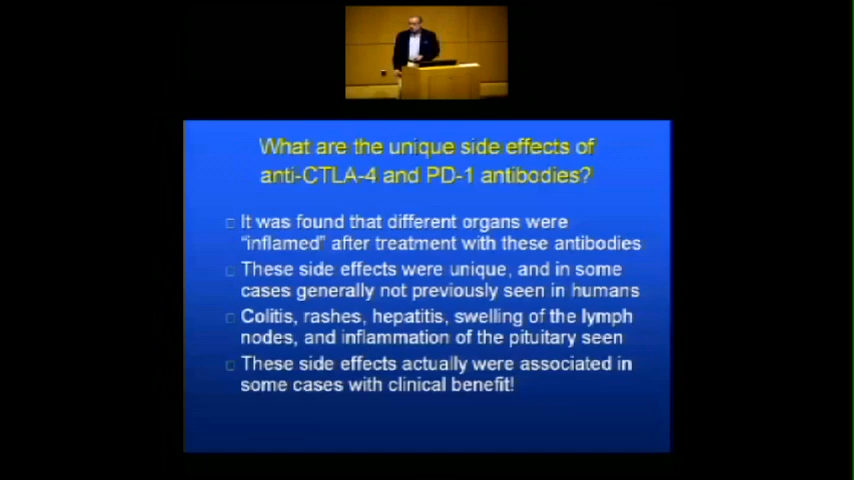 What are the unique side effects of
anti-CTLA-4 and PD-1 antibodies?
It was found that different organs were
"inflamed" after treatment with these antibodies
These side effects were unique, and in some
cases generally not previously seen in humans
Colitis, rashes, hepatitis, swelling of the lymph
nodes, and inflammation of the pituitary seen
These side effects actually were associated in
some cases with clinical benefit!